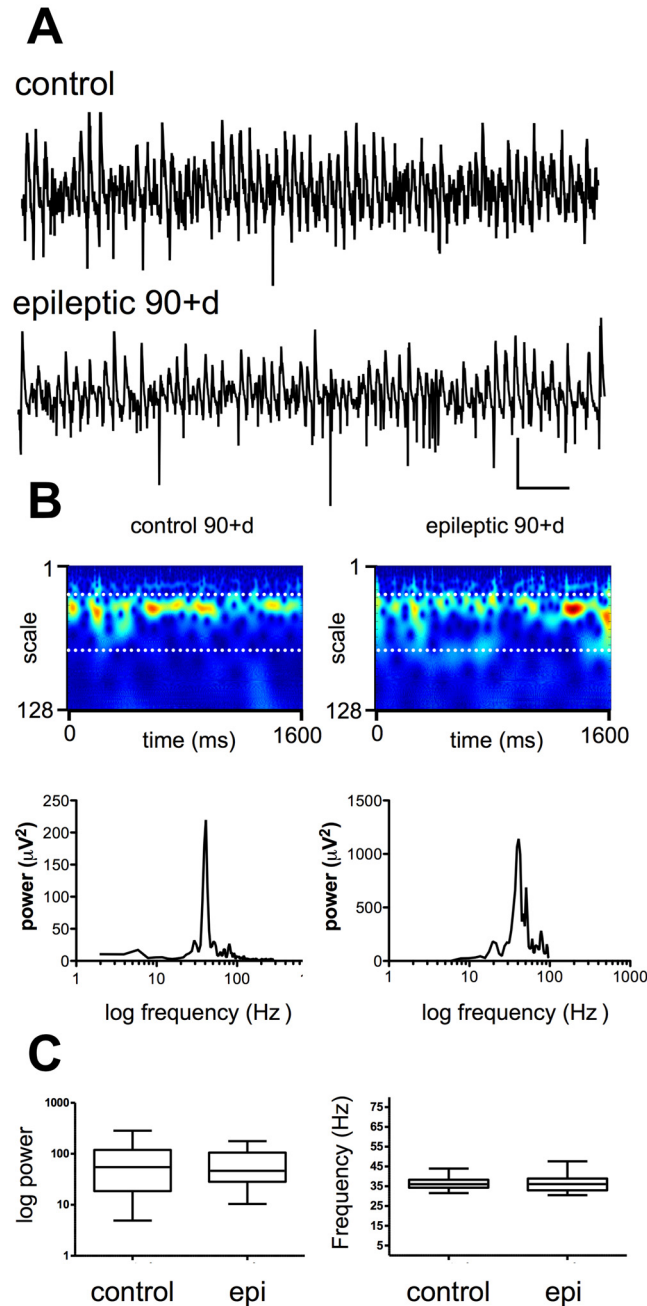 A
control
epileptic 90+d
B
control 90+d
epileptic 90+d
1
scale
128
0
time (ms)
1600
1
scale
128
0
time (ms)
1600
250
200
150
100
50
0
power (µV²)
1
10
100
log frequency (Hz )
1500
1000
500
0
power (µV²)
1
10
100
1000
log frequency (Hz )
C
1000
100
10
1
log power
control
epi
75
65
55
45
35
25
15
5
Frequency (Hz)
control
epi